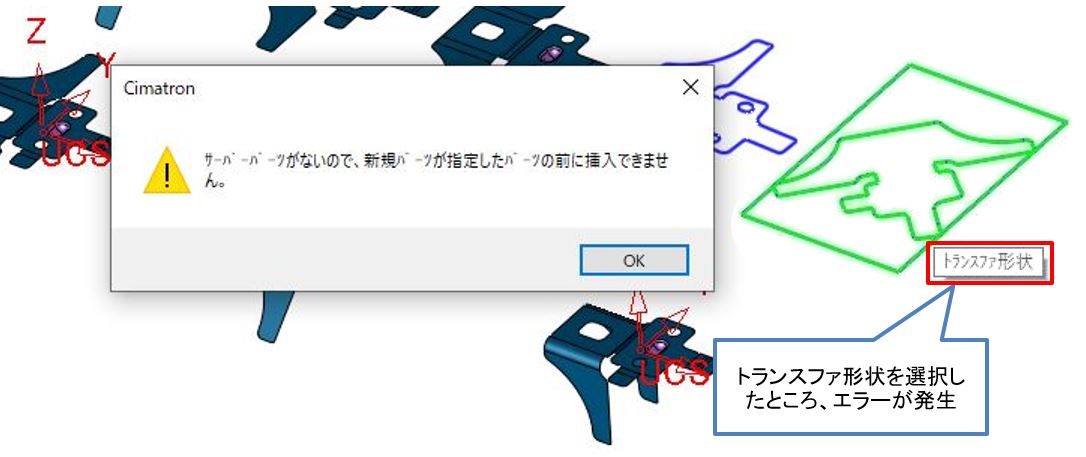 Z
Y
UCS
Cimatron
ｻｰﾊﾞｰﾊﾟｰﾂがないので、新規ﾊﾟｰﾂが指定したﾊﾟｰﾂの前に挿入できませ
ん。
OK
ﾄﾗﾝｽﾌｧ形状
UCS
トランスファ形状を選択し
たところ、エラーが発生